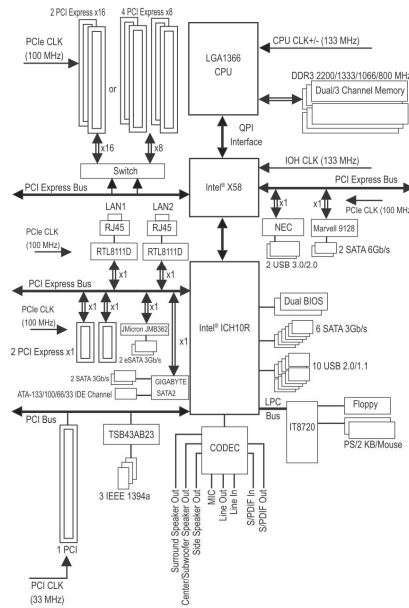 2 PCI Express x16
4 PCI Express x8
PCIe CLK
(100 MHz)
or
x16
x8
Switch
PCI Express Bus
LGA1366
CPU
CPU CLK+/- (133 MHz)
DDR3 2200/1333/1066/800 MHz
Dual/3 Channel Memory
QPI
Interface
Intel® X58
IOH CLK (133 MHz)
PCI Express Bus
x1
x1
PCIe CLK
(100 MHz)
NEC
Marvell 9128
2 USB 3.0/2.0
2 SATA 6Gb/s
LAN1
LAN2
RJ45
RJ45
PCIe CLK
(100 MHz)
RTL8111D
RTL8111D
x1
x1
PCI Express Bus
x1
x1
x1
x1
PCIe CLK
(100 MHz)
JMicron JMB362
2 PCI Express x1
2 eSATA 3Gb/s
2 SATA 3Gb/s
ATA-133/100/66/33 IDE Channel
GIGABYTE
SATA2
Intel® ICH10R
Dual BIOS
6 SATA 3Gb/s
10 USB 2.0/1.1
PCI Bus
LPC
Bus
IT8720
Floppy
PS/2 KB/Mouse
TSB43AB23
3 IEEE 1394a
CODEC
Surround Speaker Out
Center/Subwoofer Speaker Out
Side Speaker Out
MIC
Line Out
Line In
S/PDIF In
S/PDIF Out
1 PCI
PCI CLK
(33 MHz)